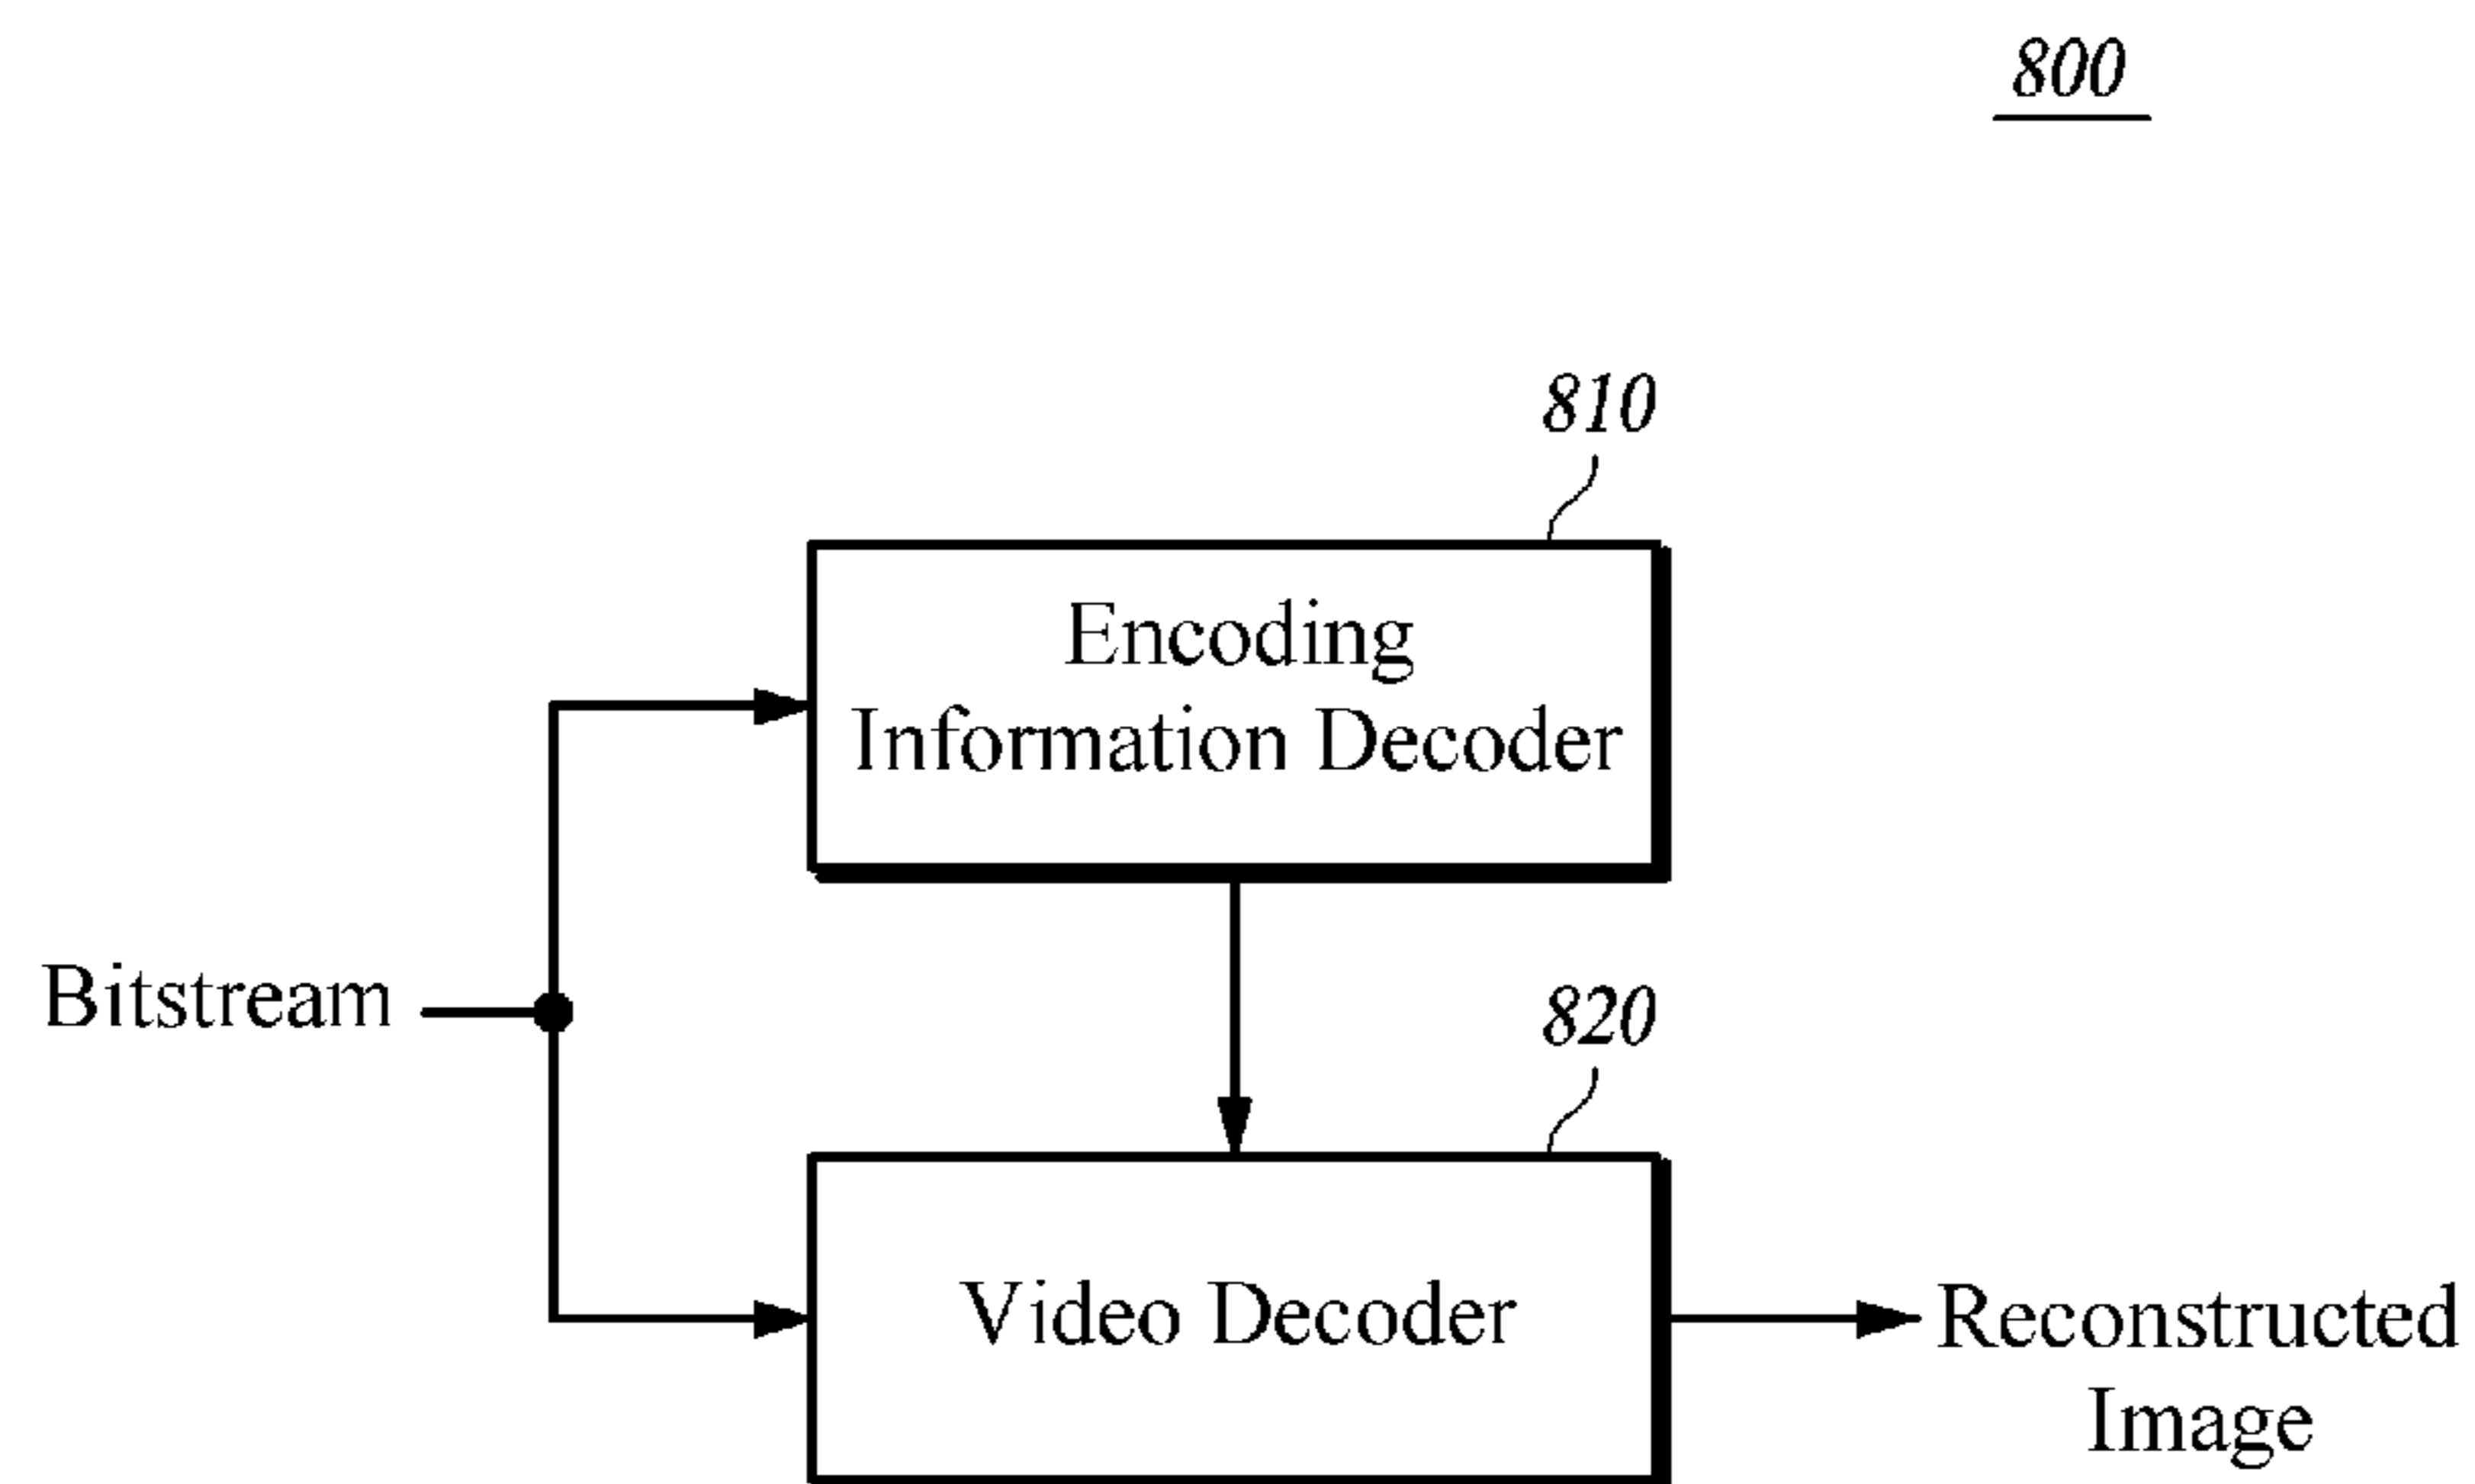 800
810
Encoding
Information Decoder
Bitstream
820
Video Decoder
Reconstructed
Image